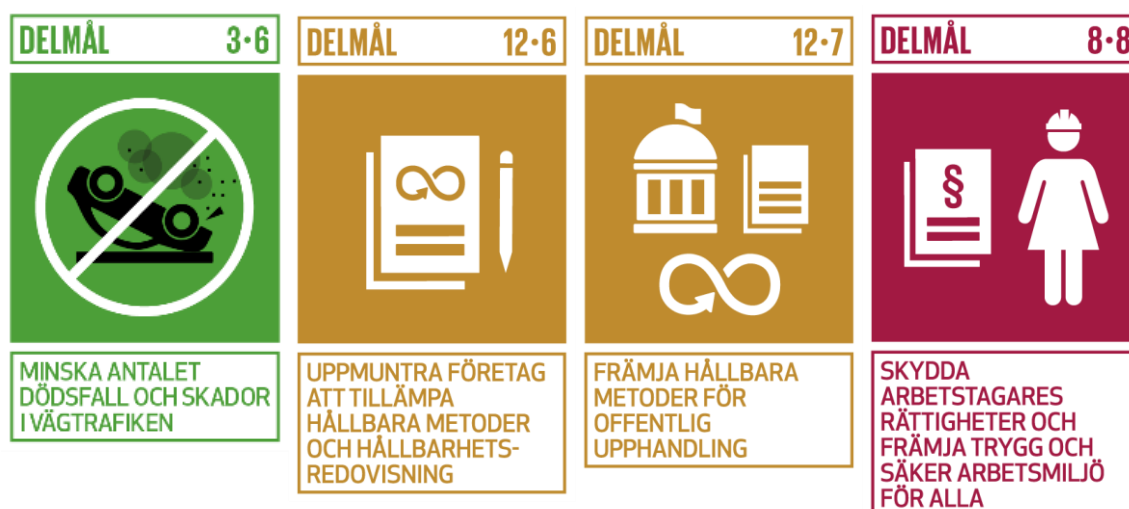 DELMÅL 3·6
MINSKA ANTALET
DÖDSFALL OCH SKADOR
I VÄGTRAFIKEN
DELMÅL 12·6
UPPMUNTRA FÖRETAG
ATT TILLÄMPA
HÅLLBARA METODER
OCH HÅLLBARHETS-
REDOVISNING
DELMÅL 12·7
FRÄMJA HÅLLBARA
METODER FÖR
OFFENTLIG
UPPHANDLING
DELMÅL 8·8
§
SKYDDA
ARBETSTAGARES
RÄTTIGHETER OCH
FRÄMJA TRYGG OCH
SÄKER ARBETSMILJÖ
FÖR ALLA